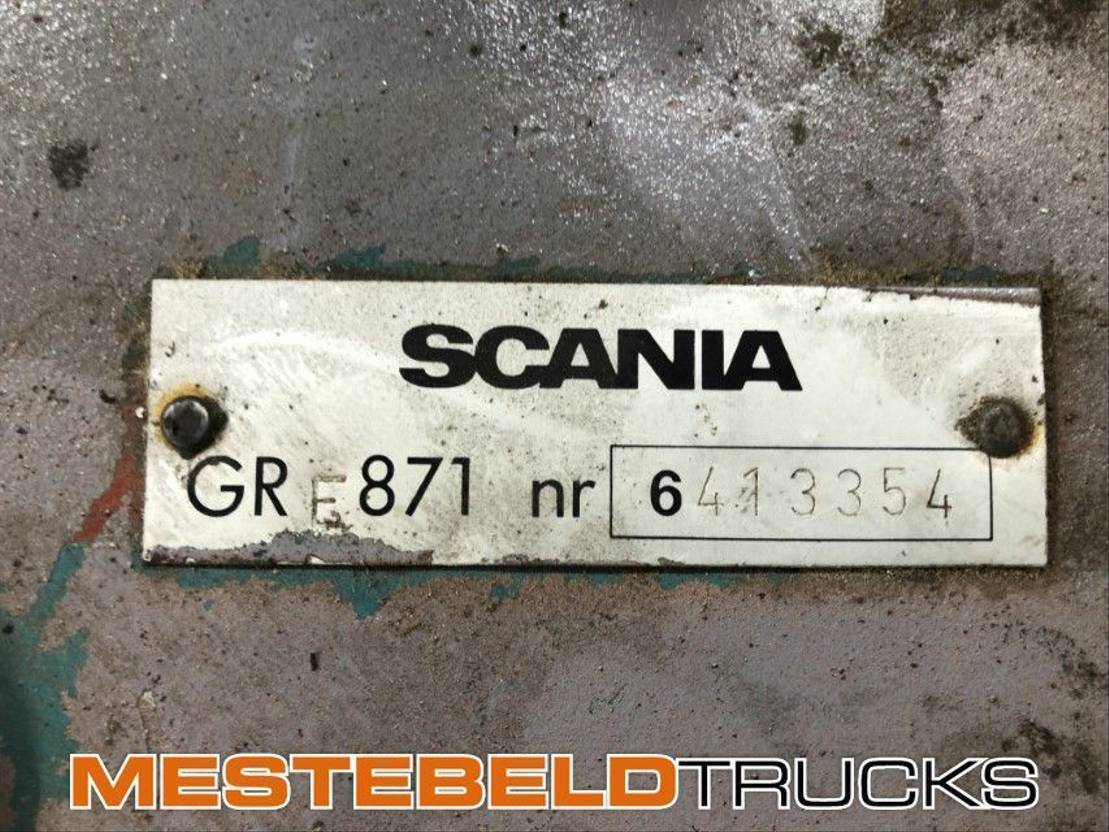 SCANIA
GR E 871 nr 6413354
MESTEBELDTRUCKS